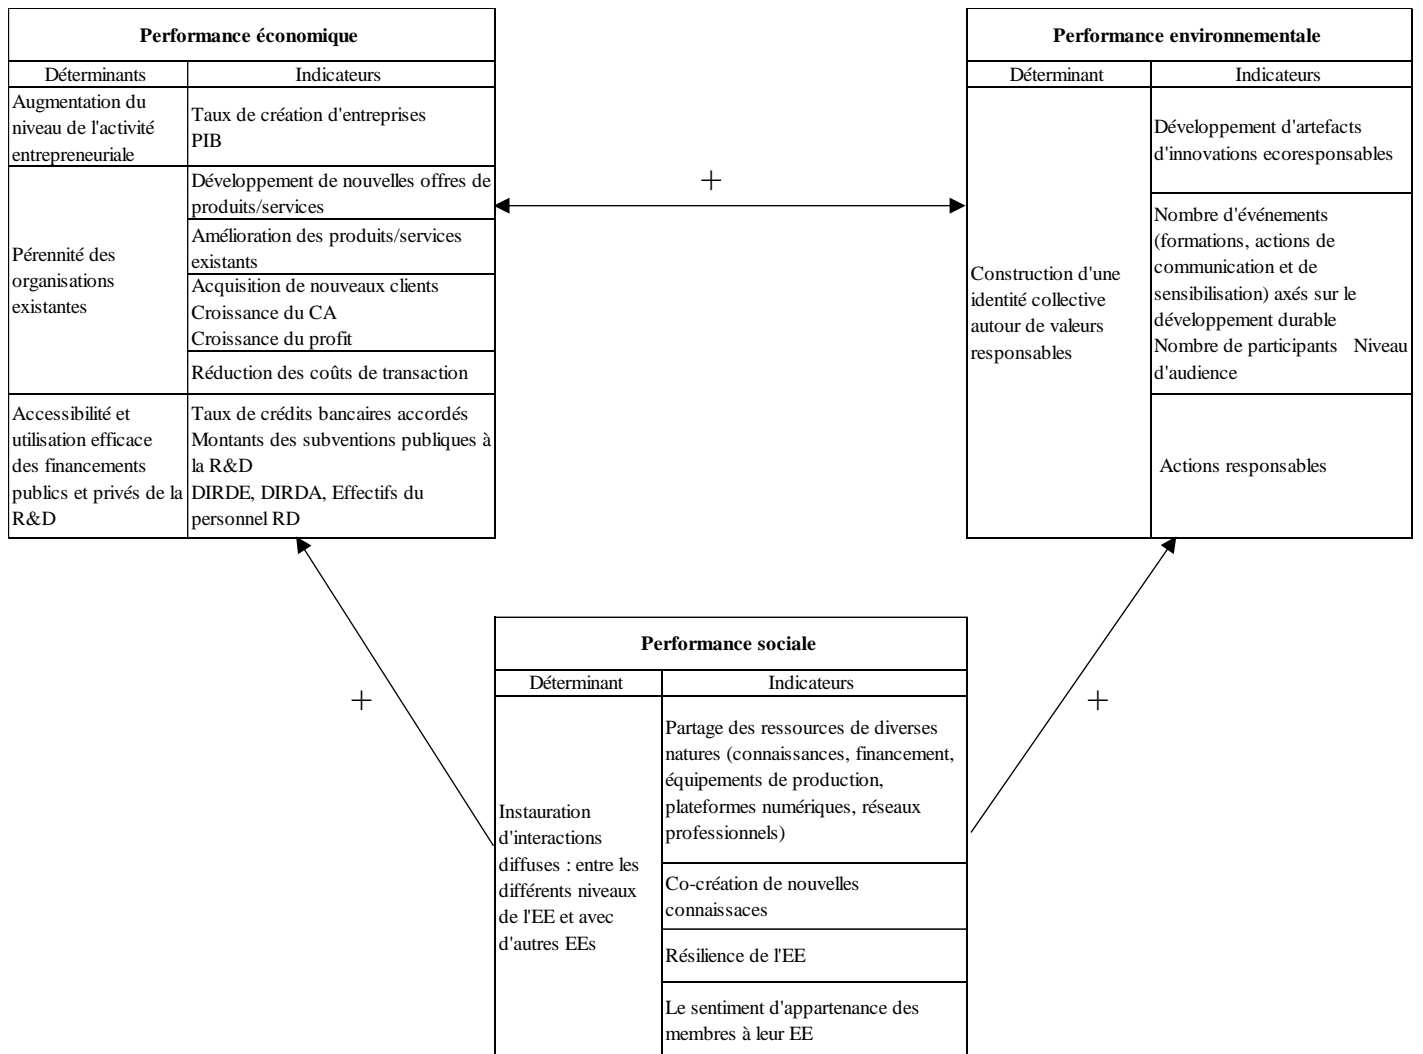 Performance économique
Déterminants
Indicateurs
Augmentation du
niveau de l'activité
entrepreneuriale
Taux de création d'entreprises
PIB
Pérennité des
organisations
existantes
Développement de nouvelles offres de
produits/services
Amélioration des produits/services
existants
Acquisition de nouveaux clients
Croissance du CA
Croissance du profit
Réduction des coûts de transaction
Accessibilité et
utilisation efficace
des financements
publics et privés de la
R&D
Taux de crédits bancaires accordés
Montants des subventions publiques à
la R&D
DIRDE, DIRDA, Effectifs du
personnel RD
+
Performance environnementale
Déterminant
Indicateurs
Construction d'une
identité collective
autour de valeurs
responsables
Développement d'artefacts
d'innovations ecoresponsables
Nombre d'événements
(formations, actions de
communication et de
sensibilisation) axés sur le
développement durable
Nombre de participants Niveau
d'audience
Actions responsables
+
+
Performance sociale
Déterminant
Indicateurs
Instauration
d'interactions
diffuses : entre les
différents niveaux
de l'EE et avec
d'autres EEs
Partage des ressources de diverses
natures (connaissances, financement,
équipements de production,
plateformes numériques, réseaux
professionnels)
Co-création de nouvelles
connaissaces
Résilience de l'EE
Le sentiment d'appartenance des
membres à leur EE